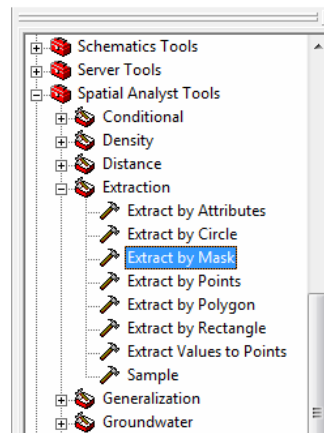 Schematics Tools
Server Tools
Spatial Analyst Tools
Conditional
Density
Distance
Extraction
Extract by Attributes
Extract by Circle
Extract by Mask
Extract by Points
Extract by Polygon
Extract by Rectangle
Extract Values to Points
Sample
Generalization
Groundwater